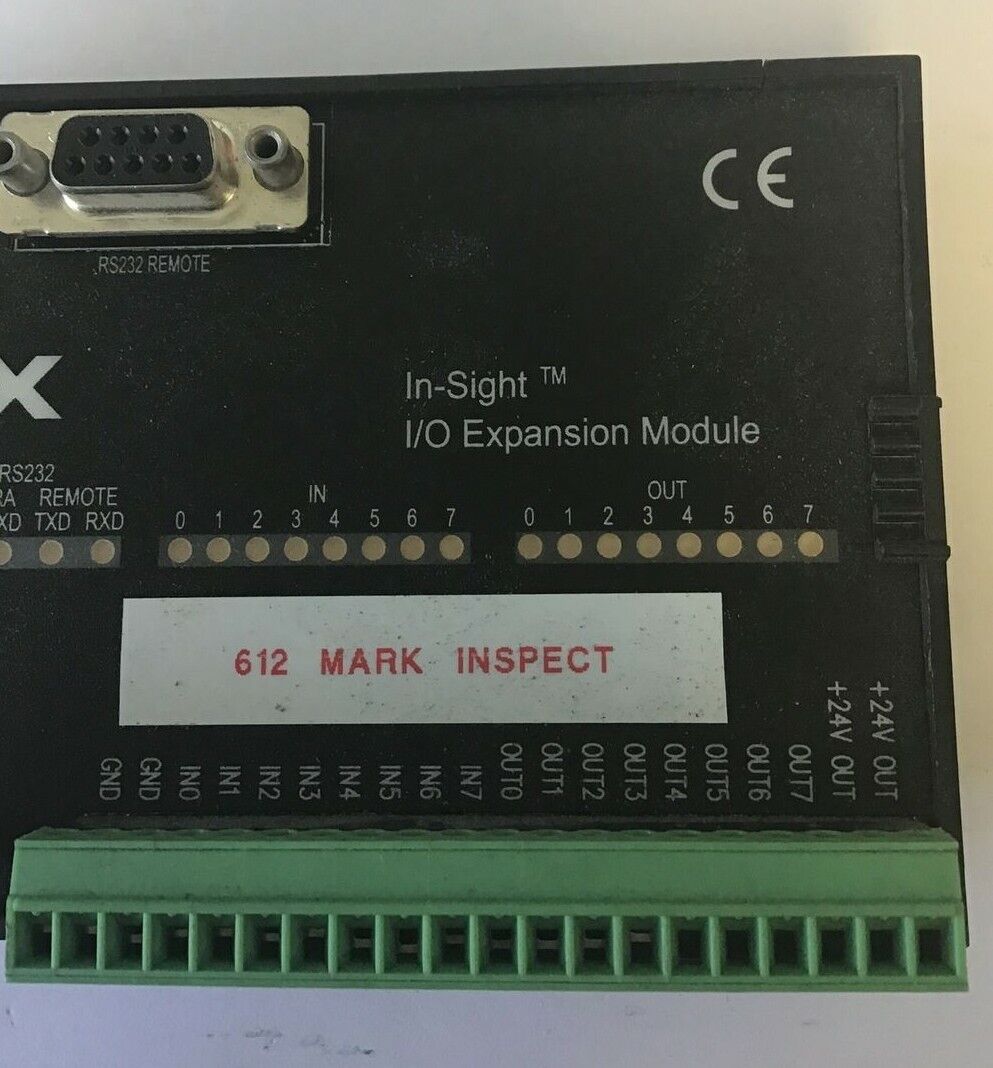 CE
RS232 REMOTE
X
In-Sight ™
I/O Expansion Module
RS232
RA REMOTE
XD TXD RXD
IN
0 1 2 3 4 5 6 7
OUT
0 1 2 3 4 5 6 7
612 MARK INSPECT
GND GND IN0 IN1 IN2 IN3 IN4 IN5 IN6 IN7 OUT0 OUT1 OUT2 OUT3 OUT4 OUT5 OUT6 OUT7 +24V OUT +24V OUT